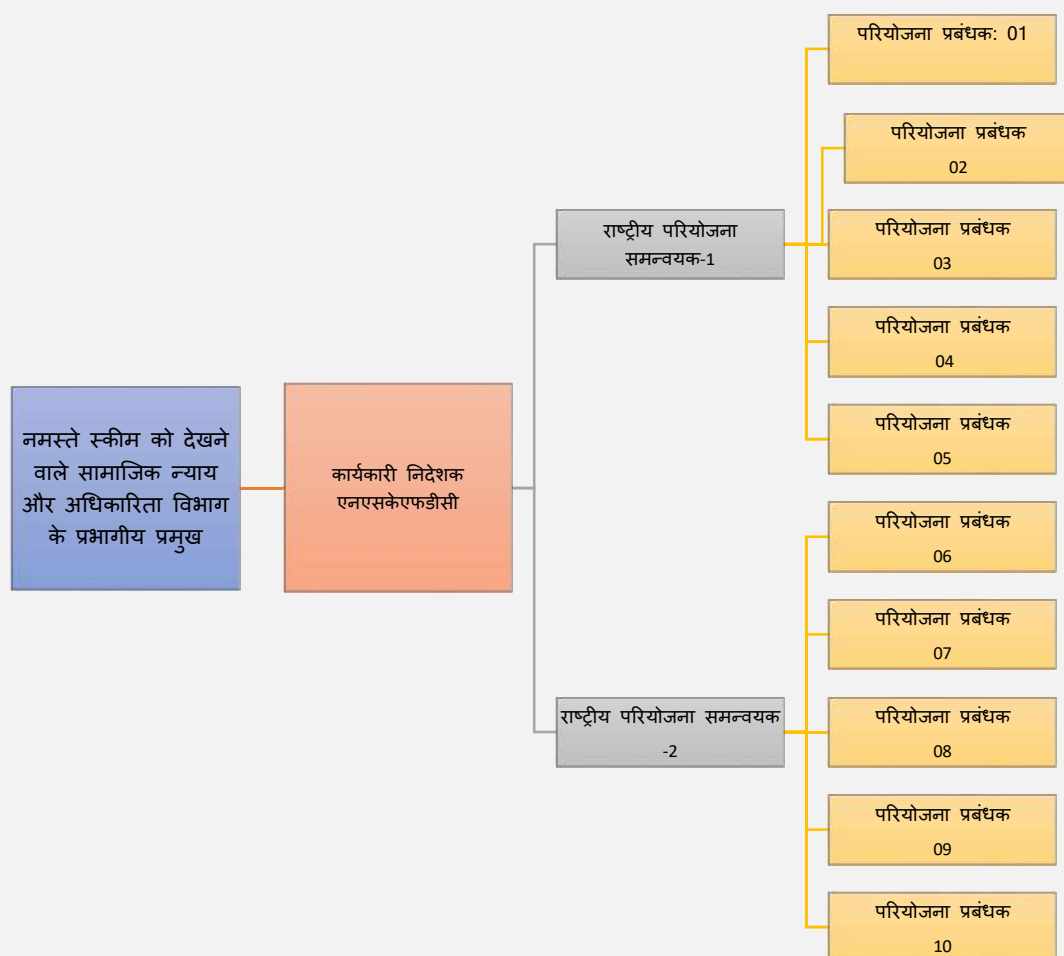 नमस्ते स्कीम को देखने
वाले सामाजिक न्याय
और अधिकारिता विभाग
के प्रभागीय प्रमुख
कार्यकारी निदेशक
एनएसकेएफडीसी
राष्ट्रीय परियोजना
समन्वयक-1
परियोजना प्रबंधक: 01
परियोजना प्रबंधक
02
परियोजना प्रबंधक
03
परियोजना प्रबंधक
04
परियोजना प्रबंधक
05
राष्ट्रीय परियोजना समन्वयक
-2
परियोजना प्रबंधक
06
परियोजना प्रबंधक
07
परियोजना प्रबंधक
08
परियोजना प्रबंधक
09
परियोजना प्रबंधक
10